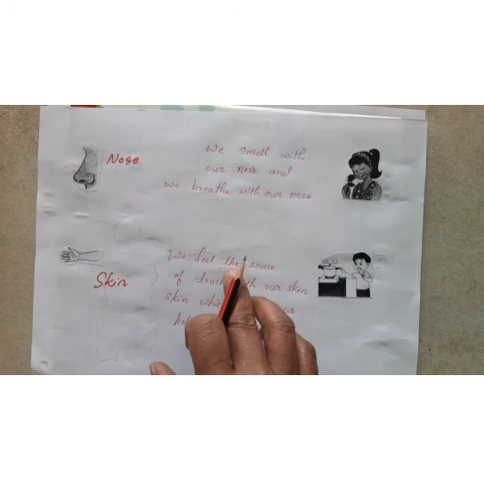 Nose
we smell with
our nose and
we breathe with our nose
Skin
We feel the sense
of with our skin
skin